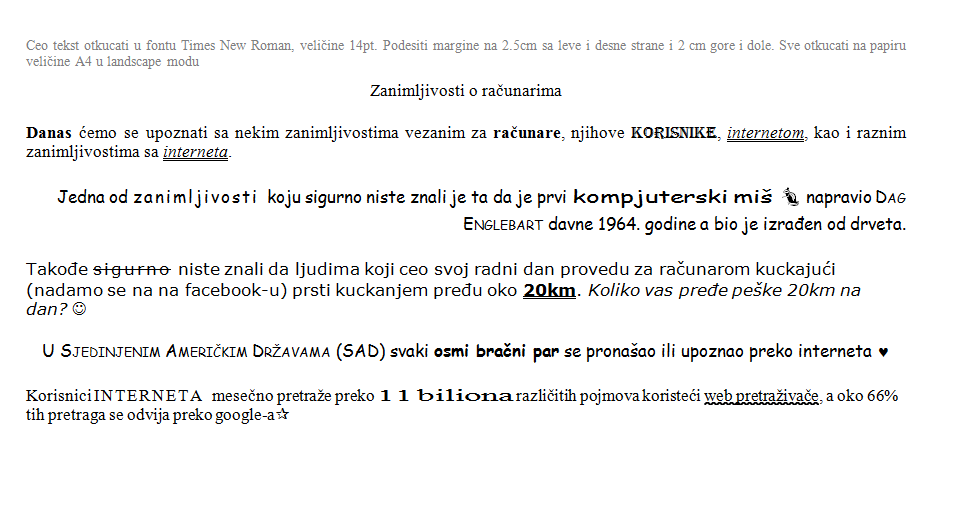 Ceo tekst otkucati u fontu Times New Roman, veličine 14pt. Podesiti margine na 2.5cm sa leve i desne strane i 2 cm gore i dole. Sve otkucati na papiru
veličine A4 u landscape modu
Zanimljivosti o računarima
Danas ćemo se upoznati sa nekim zanimljivostima vezanim za računare, njihove KORISNIKE, internetom, kao i raznim
zanimljivostima sa interneta.
Jedna od zanimljivosti koju sigurno niste znali je ta da je prvi kompjuterski miš 🖱 napravio DAG
ENGLEBART davne 1964. godine a bio je izrađen od drveta.
Takođe sigurno niste znali da ljudima koji ceo svoj radni dan provedu za računarom kuckajući
(nadamo se na na facebook-u) prsti kuckanjem pređu oko 20km. Koliko vas pređe peške 20km na
dan? ☺
U SJEDINJENIM AMERIČKIM DRŽAVAMA (SAD) svaki osmi bračni par se pronašao ili upoznao preko interneta ♥
Korisnici INTERNETA mesečno pretraže preko 11 biliona različitih pojmova koristeći web pretraživače, a oko 66%
tih pretraga se odvija preko google-a✰